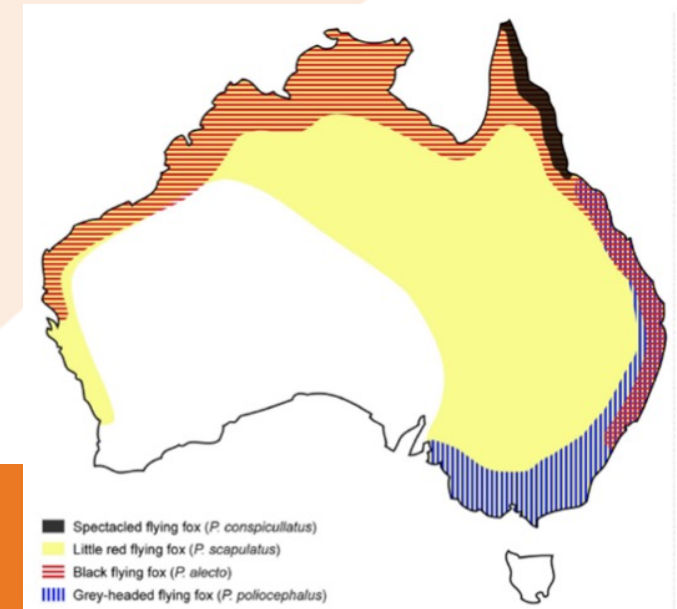 Spectacled flying fox (P. conspicullatus)
Little red flying fox (P. scapulatus)
Black flying fox (P. alecto)
Grey-headed flying fox (P. poliocephalus)